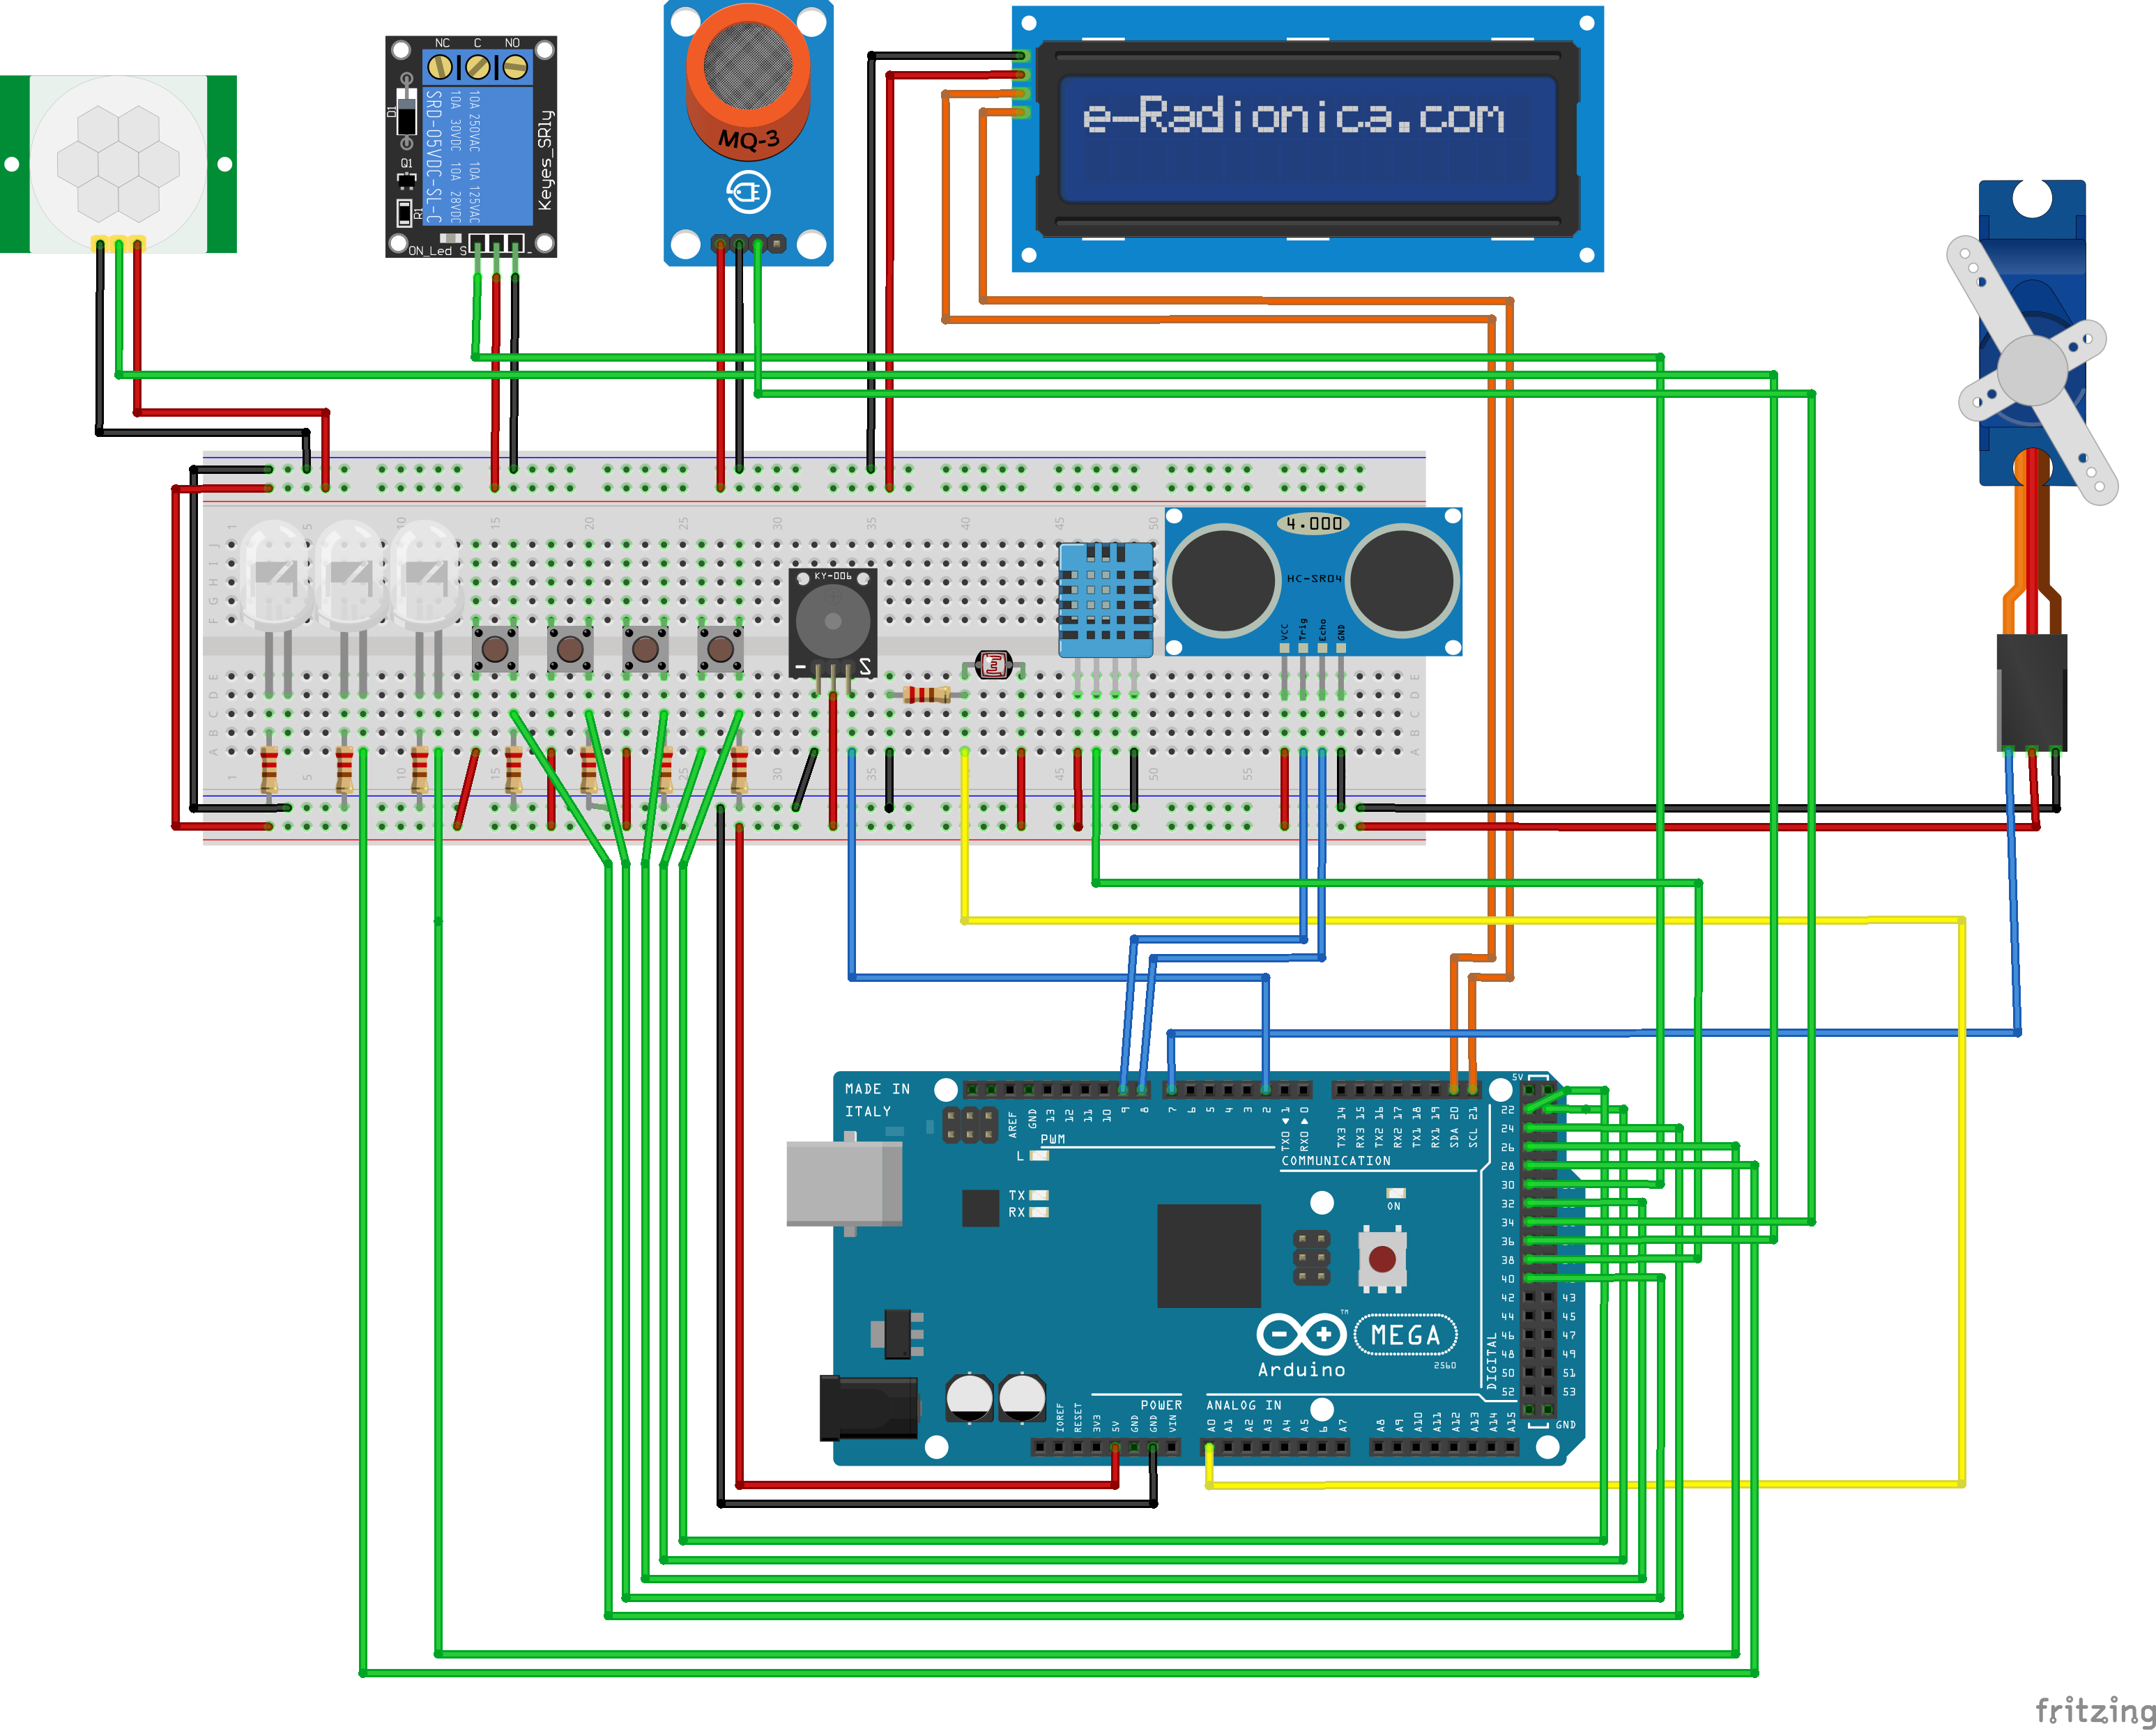 NC C NO
D1
Q1
R1
SRD-05VDC-SL-C
10A 30VDC 10A 28VDC
10A 250VAC 10A 125VAC
Keyes_SRly
ON_Led S -
MQ-3
e-Radionica.com
1 5 10 15 20 25 30 35 40 45 50
J
I
H
G
F
4.000
HC-SR04
VCC
Trig
Echo
GND
KY-006
- S
E E
D D
C C
B B
A A
1 5 10 15 25 30 35 45 50 55
MADE IN
ITALY
AREF
GND
13
12
11
10
9
8
7
6
5
4
3
2
TX0 1
RX0 0
TX3 14
RX3 15
TX2 16
RX2 17
TX1 18
RX1 19
SDA 20
SCL 21
PWM
COMMUNICATION
L
TX
RX
ON
5V
22
24
26
28
30
32
34
36
38
40
42 43
44 45
46 47
48 49
50 51
52 53
GND
DIGITAL
MEGA
TM
2560
Arduino
POWER
ANALOG IN
IOREF
RESET
3V3
5V
GND
GND
VIN
A0
A1
A2
A3
A4
A5
6
A7
A8
A9
A10
A11
A12
A13
A14
A15
fritzing